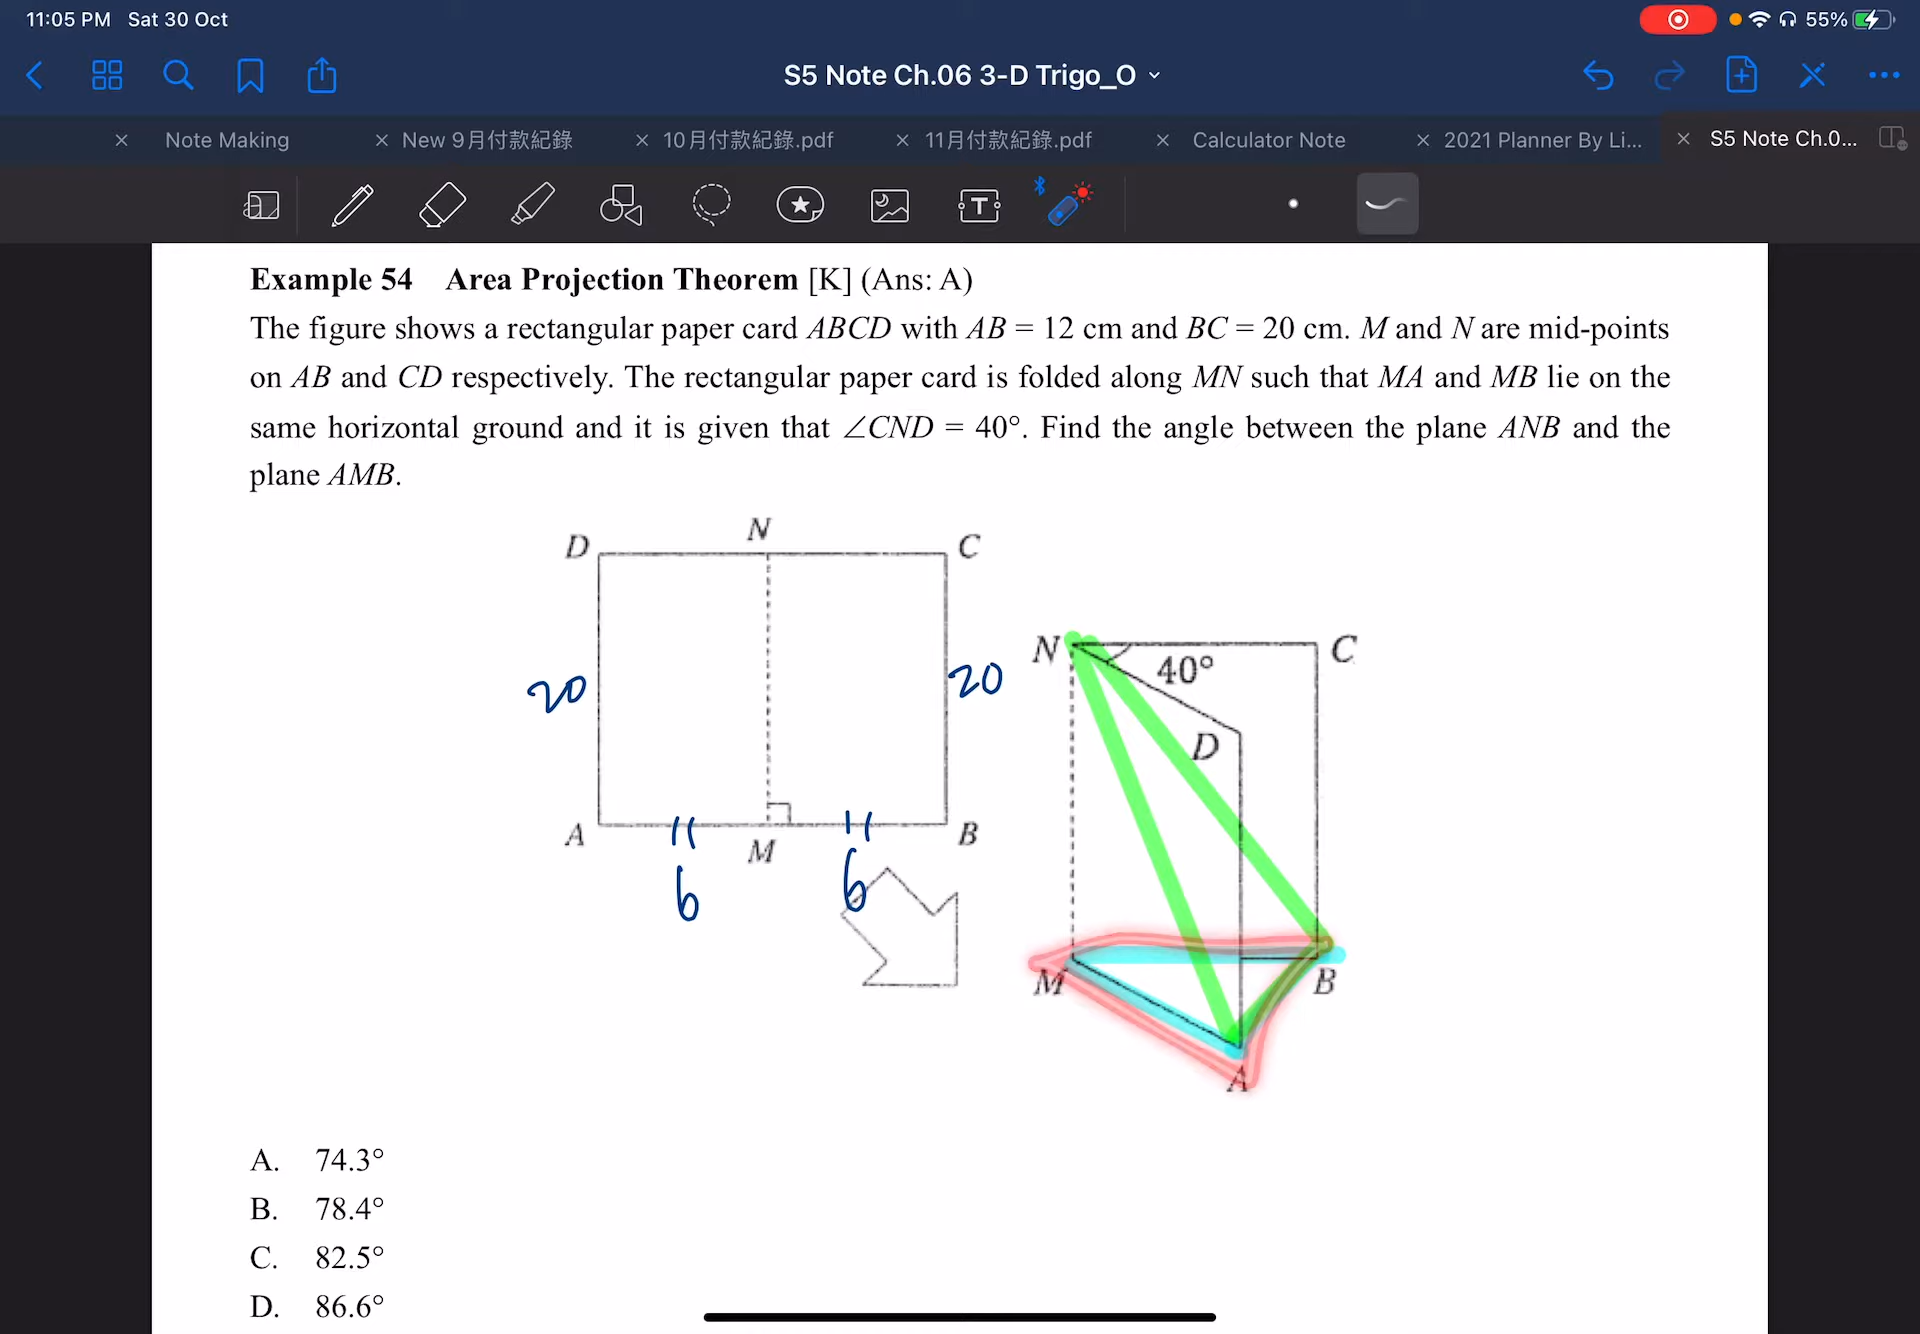 11:05 PM Sat 30 Oct
55%
S5 Note Ch.06 3-D Trigo_O
Note Making
New 9月付款紀錄
10月付款紀錄.pdf
11月付款紀錄.pdf
Calculator Note
2021 Planner By Li...
S5 Note Ch.0...
Example 54 Area Projection Theorem [K] (Ans: A)
The figure shows a rectangular paper card ABCD with AB = 12 cm and BC = 20 cm. M and N are mid-points
on AB and CD respectively. The rectangular paper card is folded along MN such that MA and MB lie on the
same horizontal ground and it is given that ∠CND = 40°. Find the angle between the plane ANB and the
plane AMB.
D N C
20 20
A M B
6 6
N 40° C
D
M B
A
A. 74.3°
B. 78.4°
C. 82.5°
D. 86.6°